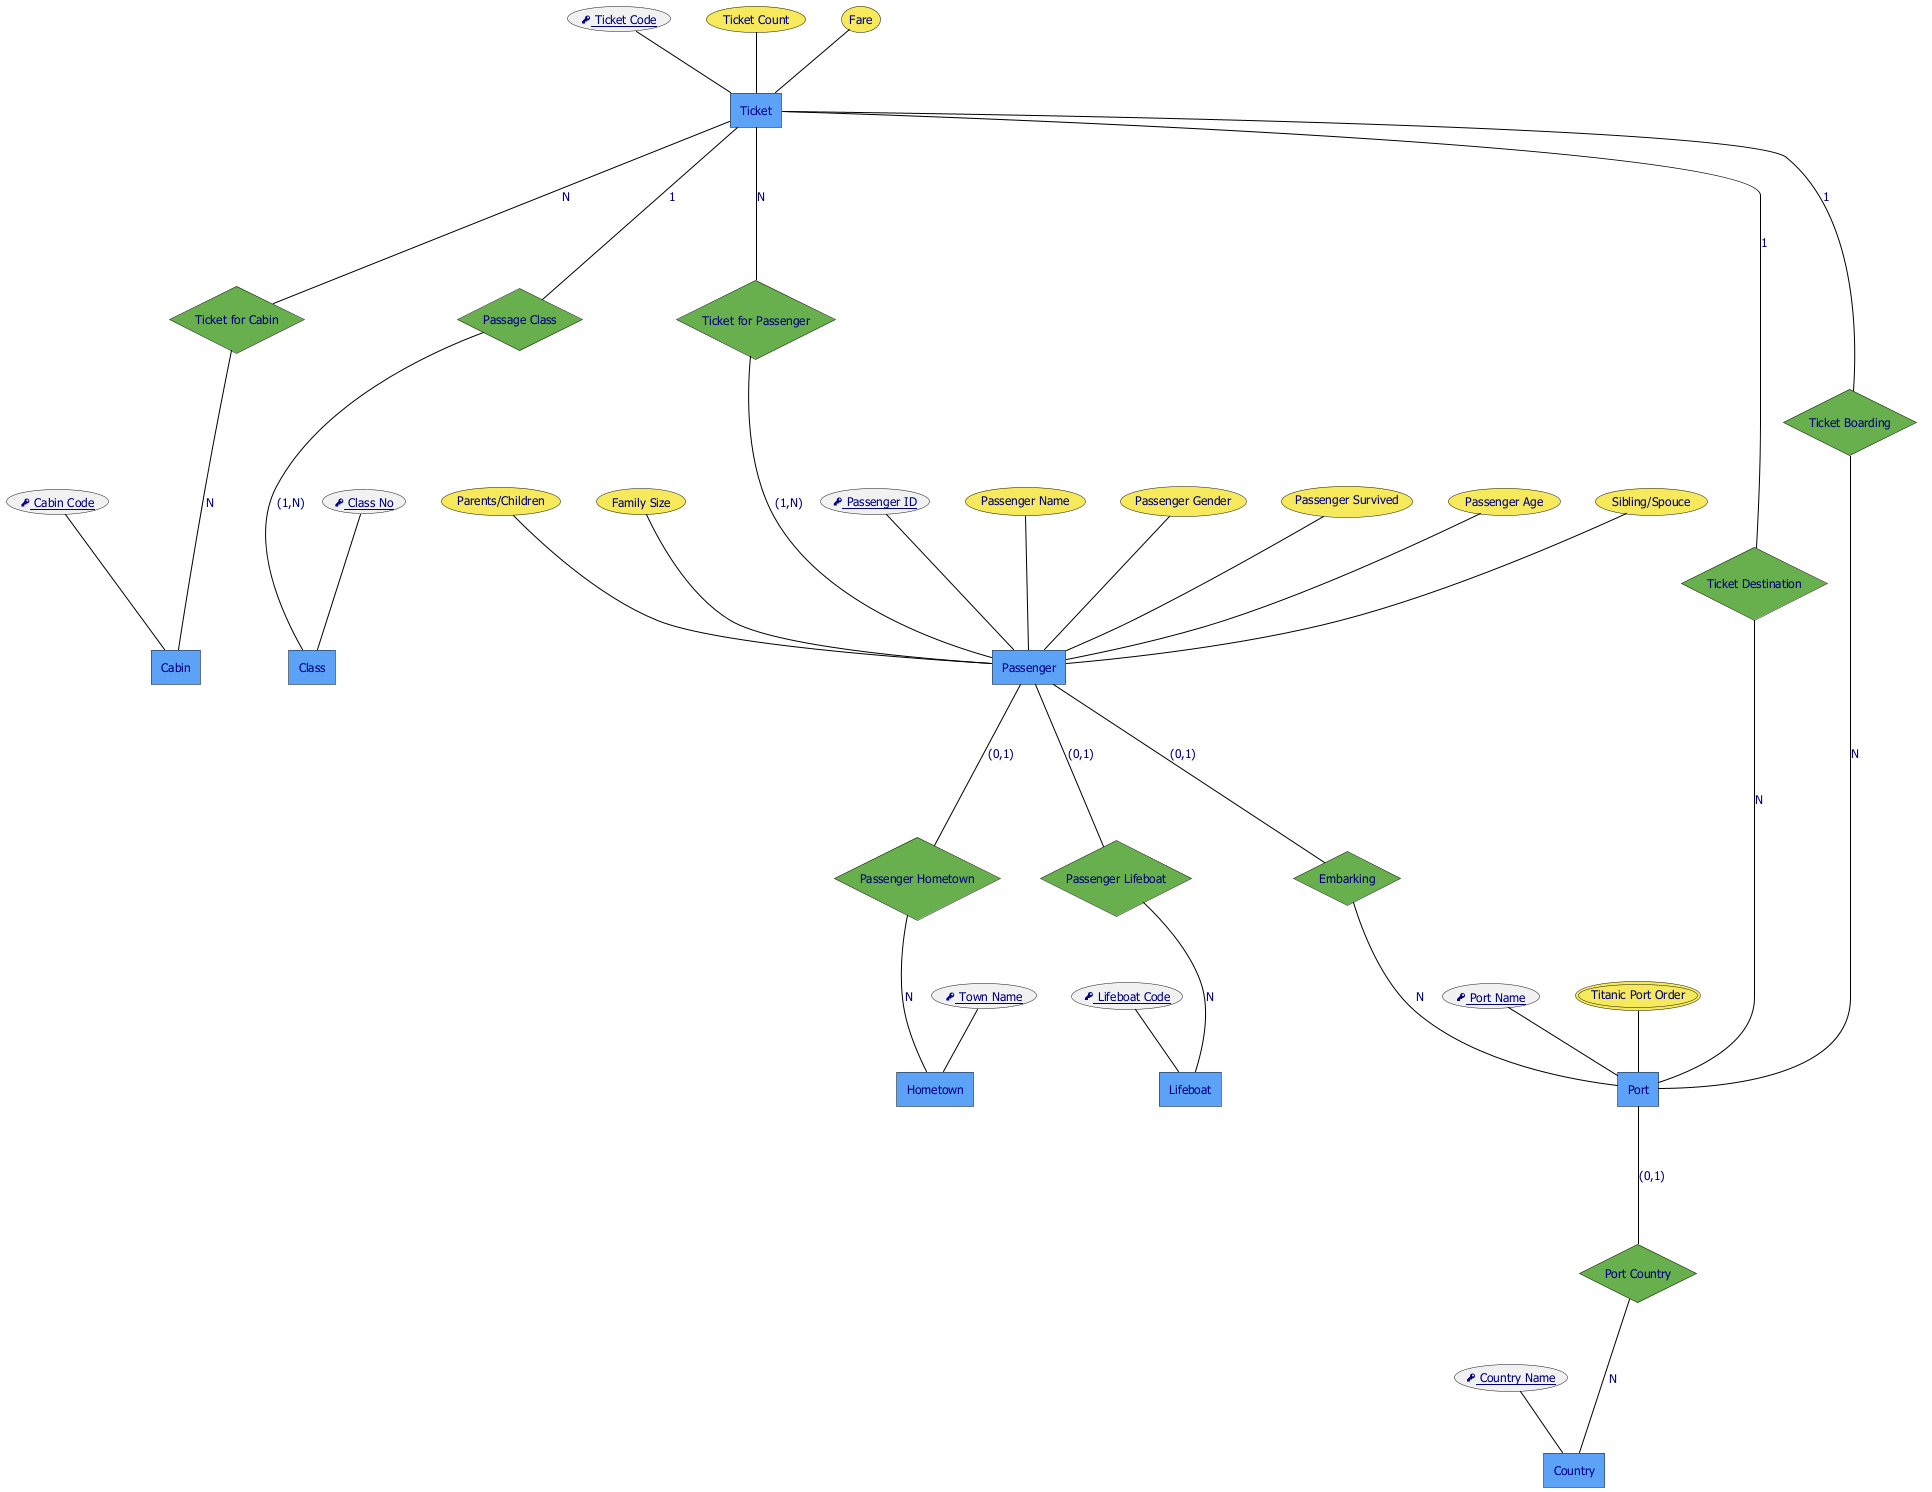 Ticket Code
Ticket Count
Fare
Ticket
N
1
N
1
1
Ticket for Cabin
Passage Class
Ticket for Passenger
Ticket Boarding
Cabin Code
N
(1,N)
Class No
Parents/Children
Family Size
(1,N)
Passenger ID
Passenger Name
Passenger Gender
Passenger Survived
Passenger Age
Sibling/Spouce
Ticket Destination
Cabin
Class
Passenger
(0,1)
(0,1)
(0,1)
N
N
Passenger Hometown
Passenger Lifeboat
Embarking
N
Town Name
Lifeboat Code
N
N
Port Name
Titanic Port Order
Hometown
Lifeboat
Port
(0,1)
Port Country
Country Name
N
Country